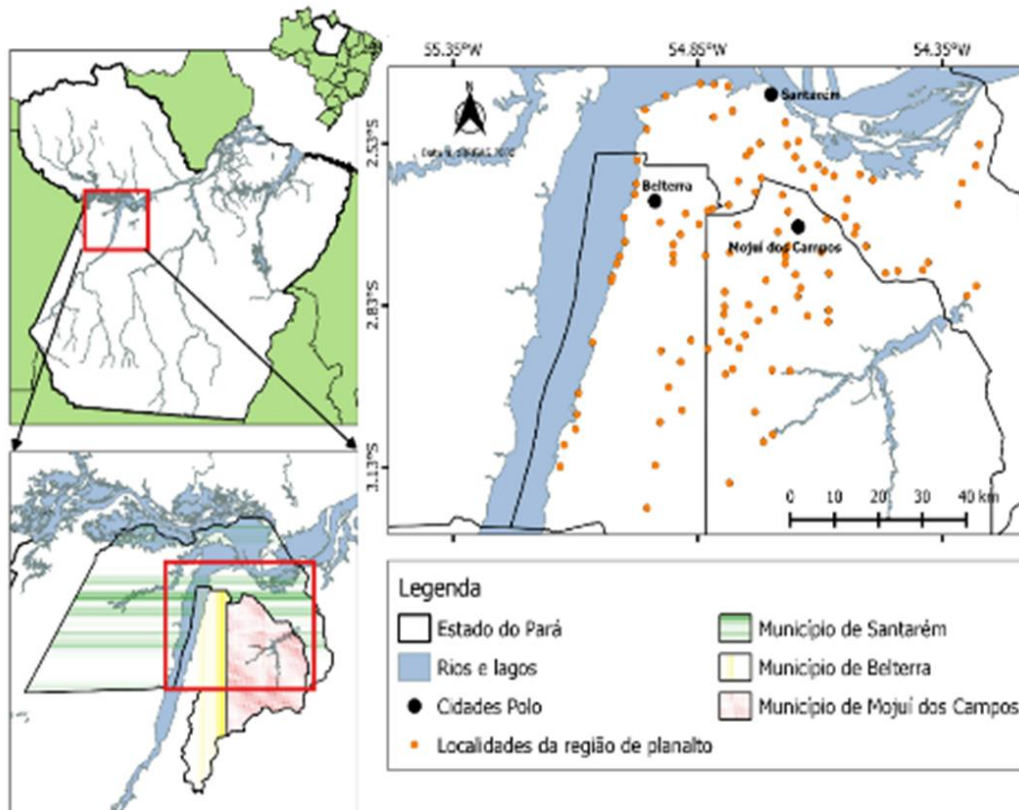 55.35°W
54.85°W
54.35°W
N
2.53°S
2.83°S
3.13°S
Santarém
Belterra
Mojuí dos Campos
0 10 20 30 40 km
Legenda
Estado do Pará
Rios e lagos
Cidades Polo
Localidades da região de planalto
Município de Santarém
Município de Belterra
Município de Mojuí dos Campos